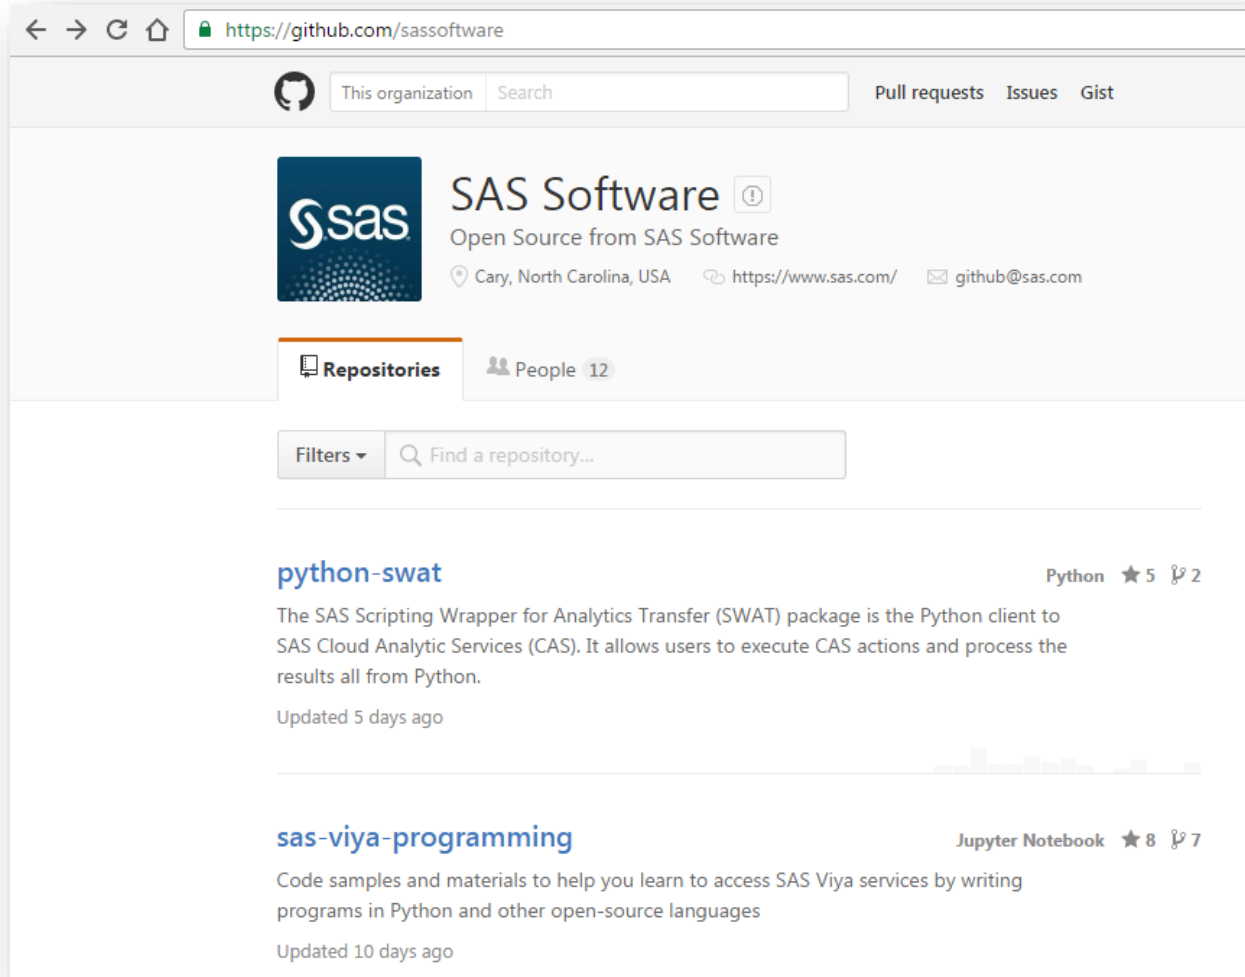 https://github.com/sassoftware
This organization Search Pull requests Issues Gist
sas
SAS Software
Open Source from SAS Software
Cary, North Carolina, USA https://www.sas.com/ github@sas.com
Repositories People 12
Filters Find a repository...
python-swat Python 5 2
The SAS Scripting Wrapper for Analytics Transfer (SWAT) package is the Python client to
SAS Cloud Analytic Services (CAS). It allows users to execute CAS actions and process the
results all from Python.
Updated 5 days ago
sas-viya-programming Jupyter Notebook 8 7
Code samples and materials to help you learn to access SAS Viya services by writing
programs in Python and other open-source languages
Updated 10 days ago